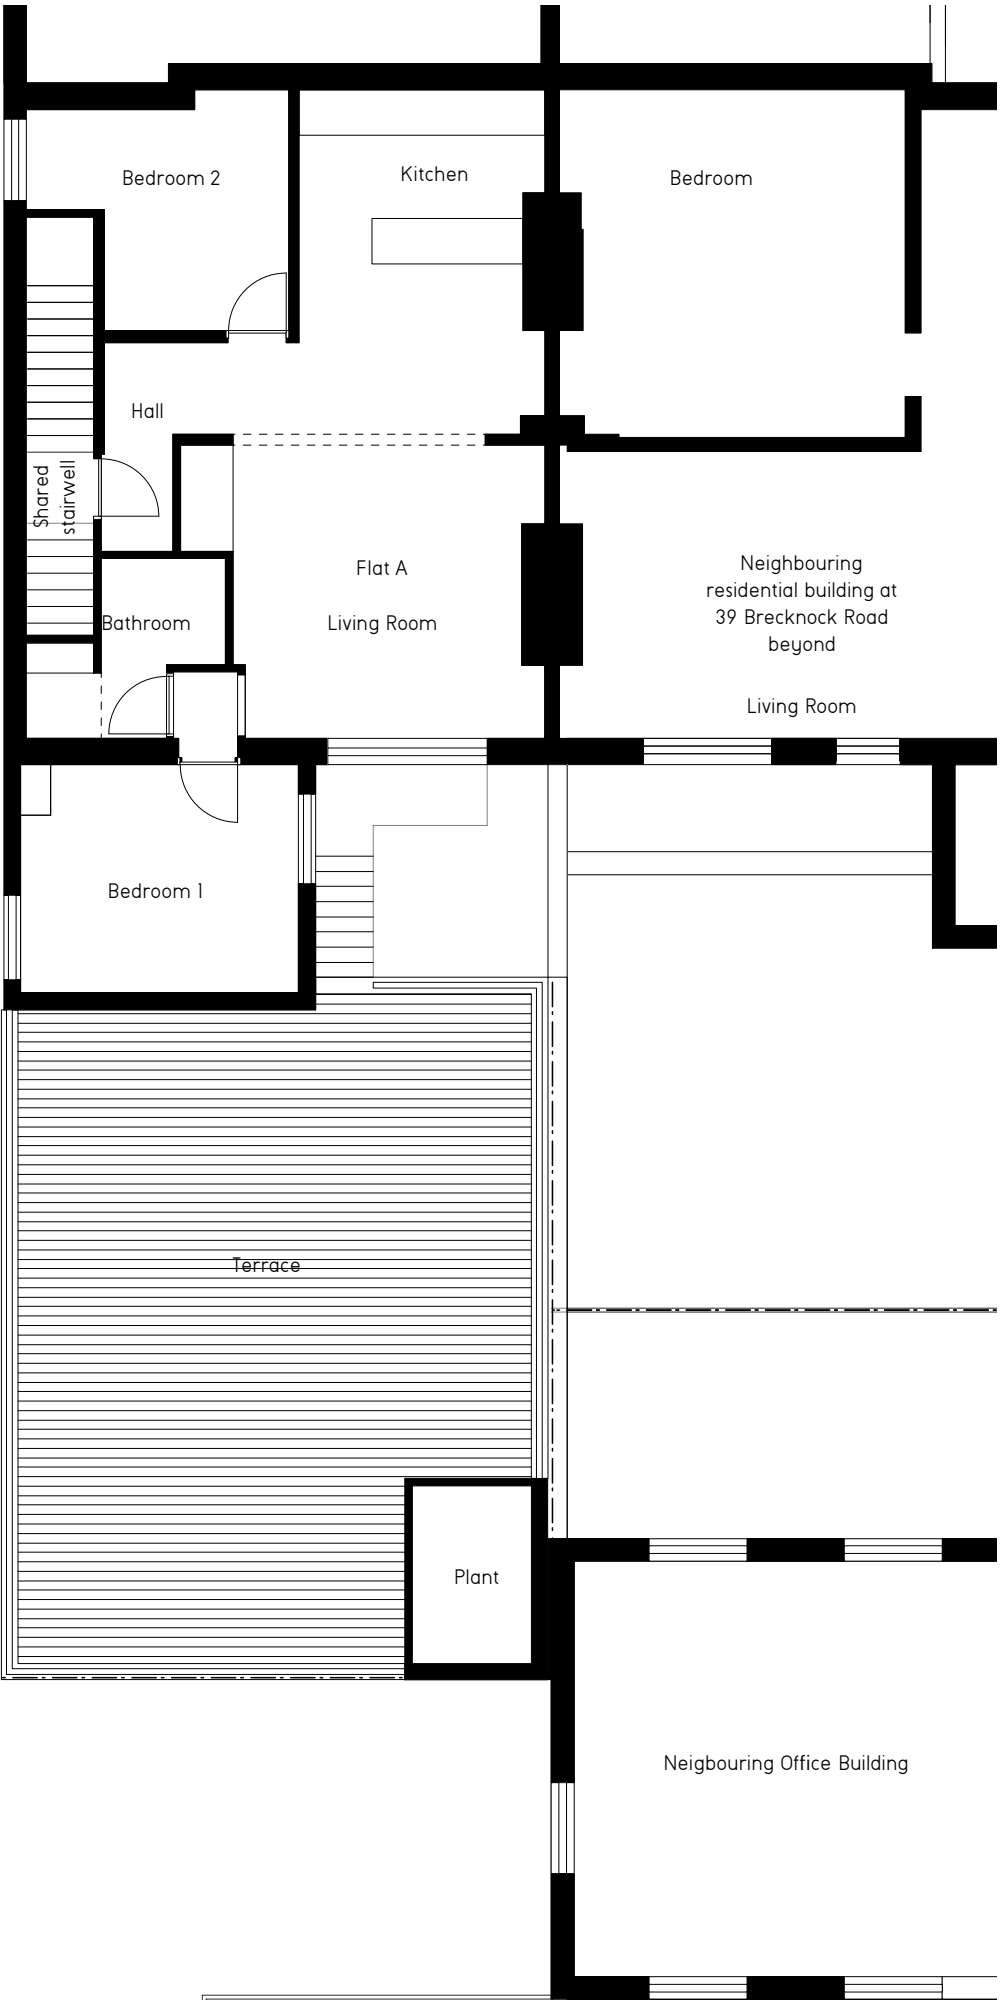 Bedroom 2
Kitchen
Bedroom
Hall
Shared
stairwell
Flat A
Living Room
Bathroom
Neighbouring
residential building at
39 Brecknock Road
beyond
Living Room
Bedroom 1
Terrace
Plant
Neigbouring Office Building